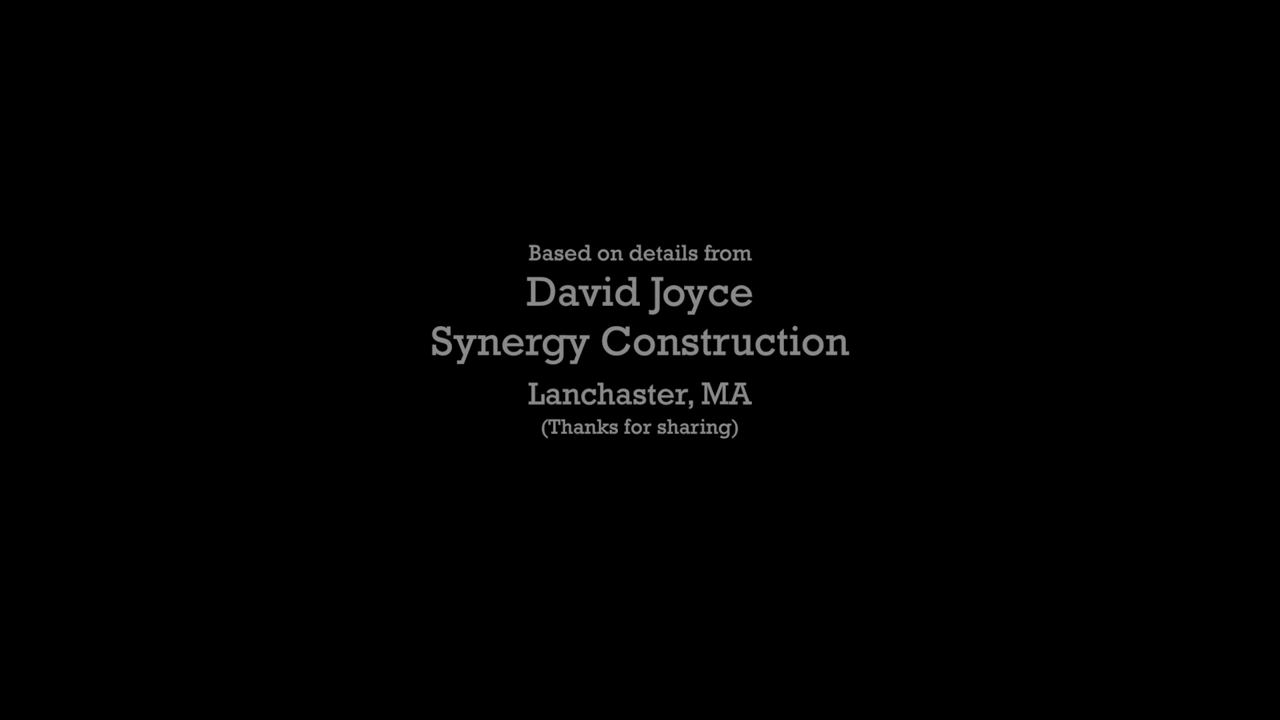 Based on details from
David Joyce
Synergy Construction
Lanchaster, MA
(Thanks for sharing)